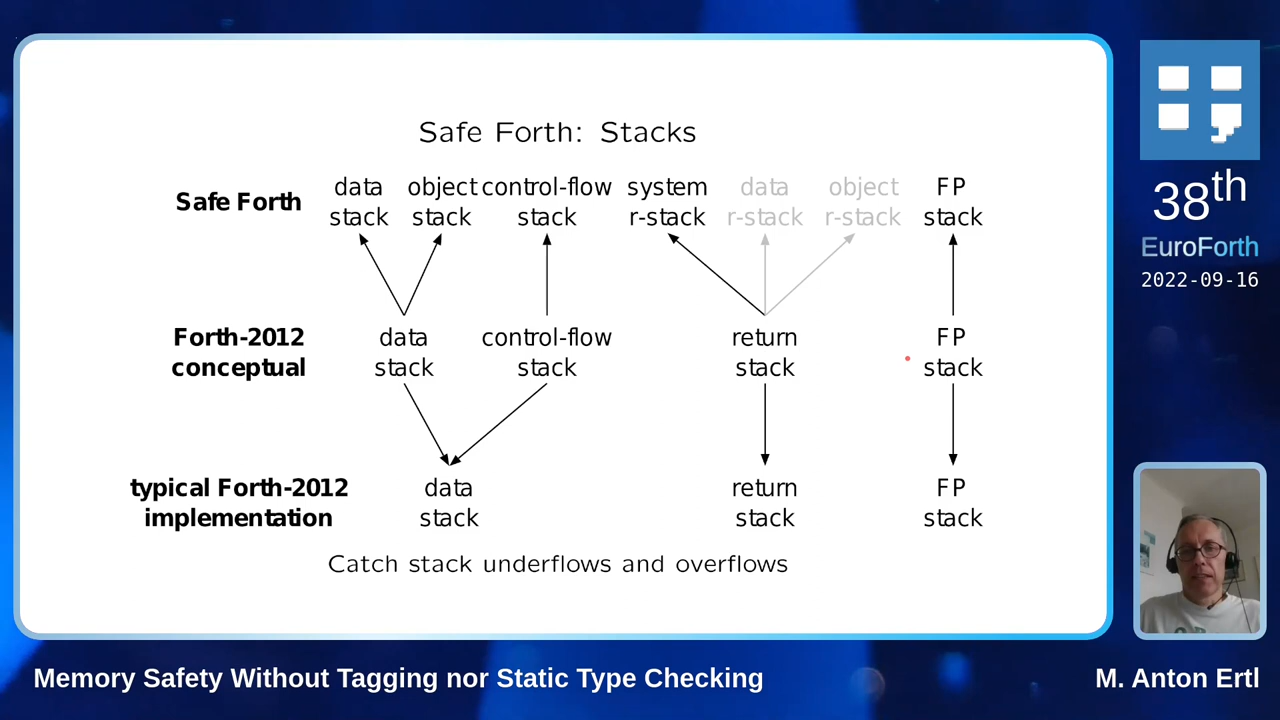 Safe Forth: Stacks
Safe Forth
data
stack
object
stack
control-flow
stack
system
r-stack
data
r-stack
object
r-stack
FP
stack
Forth-2012
conceptual
data
stack
control-flow
stack
return
stack
FP
stack
typical Forth-2012
implementation
data
stack
return
stack
FP
stack
Catch stack underflows and overflows
38th
EuroForth
2022-09-16
Memory Safety Without Tagging nor Static Type Checking
M. Anton Ertl